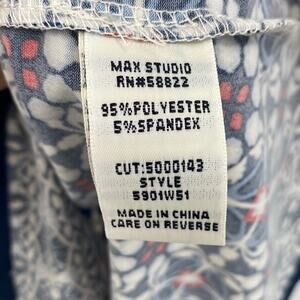 MAX STUDIO
RN#58822
95%POLYESTER
5%SPANDEX
CUT:5000143
STYLE
5901W51
MADE IN CHINA
CARE ON REVERSE